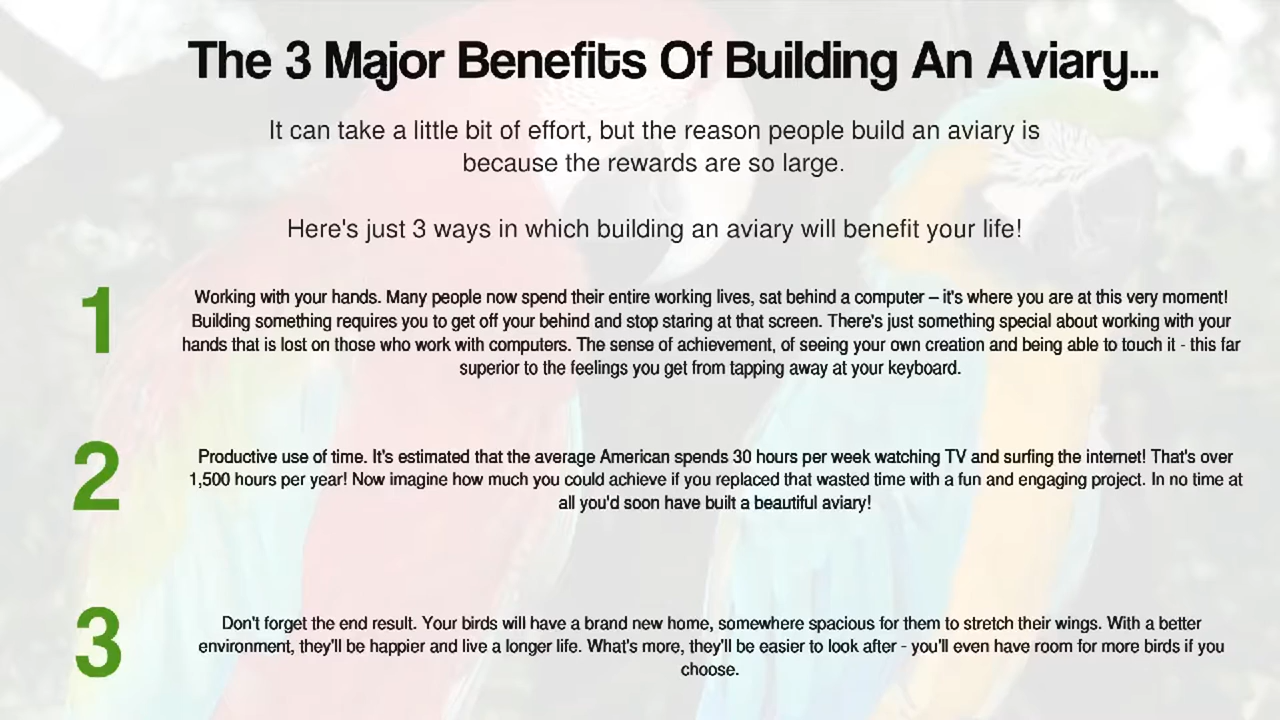 The 3 Major Benefits Of Building An Aviary...
It can take a little bit of effort, but the reason people build an aviary is
because the rewards are so large.
Here's just 3 ways in which building an aviary will benefit your life!
1
Working with your hands. Many people now spend their entire working lives, sat behind a computer – it's where you are at this very moment!
Building something requires you to get off your behind and stop staring at that screen. There's just something special about working with your
hands that is lost on those who work with computers. The sense of achievement, of seeing your own creation and being able to touch it - this far
superior to the feelings you get from tapping away at your keyboard.
2
Productive use of time. It's estimated that the average American spends 30 hours per week watching TV and surfing the internet! That's over
1,500 hours per year! Now imagine how much you could achieve if you replaced that wasted time with a fun and engaging project. In no time at
all you'd soon have built a beautiful aviary!
3
Don't forget the end result. Your birds will have a brand new home, somewhere spacious for them to stretch their wings. With a better
environment, they'll be happier and live a longer life. What's more, they'll be easier to look after - you'll even have room for more birds if you
choose.